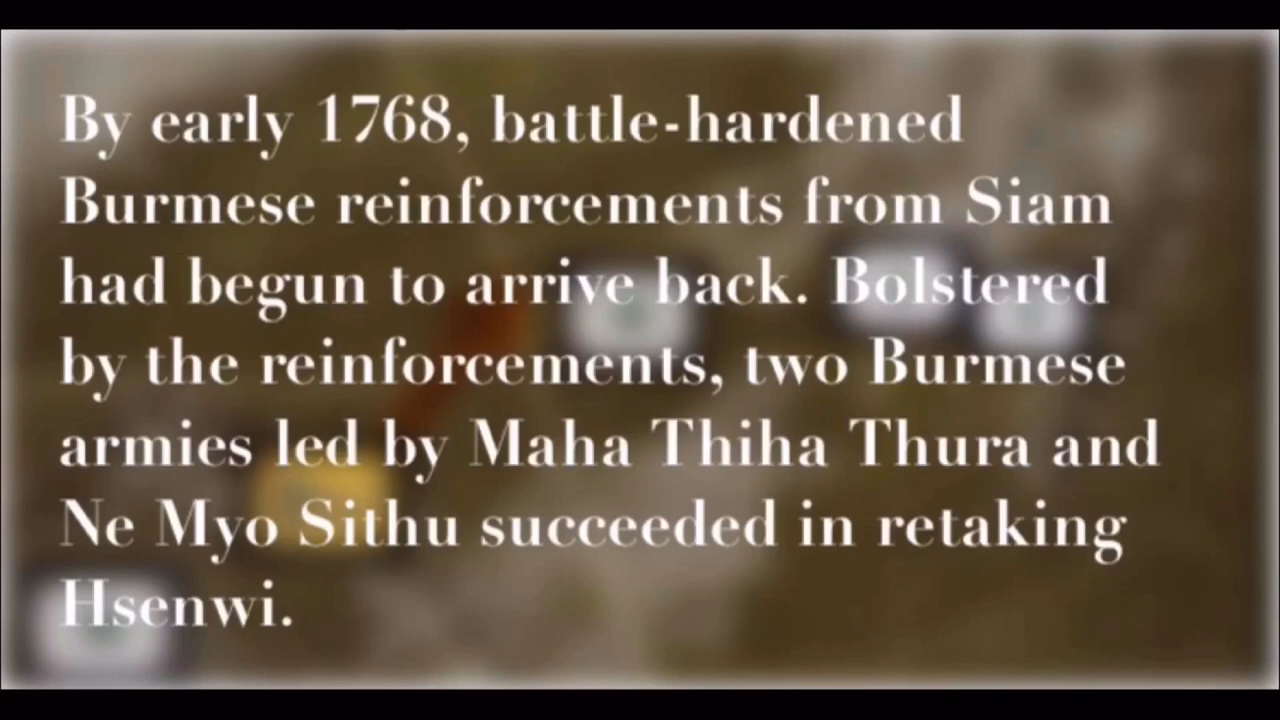 By early 1768, battle-hardened
Burmese reinforcements from Siam
had begun to arrive back. Bolstered
by the reinforcements, two Burmese
armies led by Maha Thiha Thura and
Ne Myo Sithu succeeded in retaking
Hsenwi.